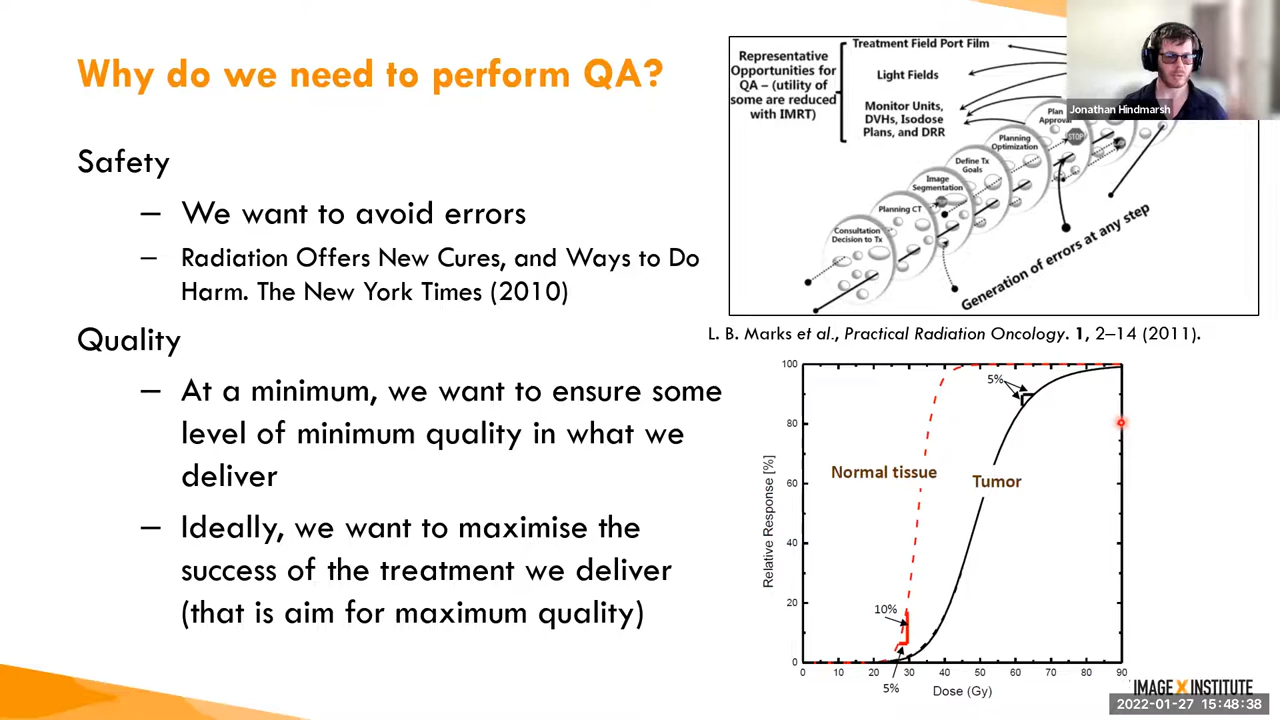 Why do we need to perform QA?
Safety
– We want to avoid errors
– Radiation Offers New Cures, and Ways to Do
Harm. The New York Times (2010)
Quality
– At a minimum, we want to ensure some
level of minimum quality in what we
deliver
– Ideally, we want to maximise the
success of the treatment we deliver
(that is aim for maximum quality)
Representative
Opportunities for
QA – (utility of
some are reduced
with IMRT)
Treatment Field Port Film
Light Fields
Monitor Units,
DVHs, Isodose
Plans, and DRR
Consultation
Decision to Tx
Planning CT
Image
Segmentation
Define Tx
Goals
Planning
Optimization
Plan
Approval
STOP
Generation of errors at any step
Jonathan Hindmarsh
L. B. Marks et al., Practical Radiation Oncology. 1, 2–14 (2011).
Relative Response [%]
100
80
60
40
20
0
Normal tissue
Tumor
5%
10%
5%
0 10 20 30 40 50 60 70 80 90
Dose (Gy)
IMAGE X INSTITUTE
2022-01-27 15:48:38